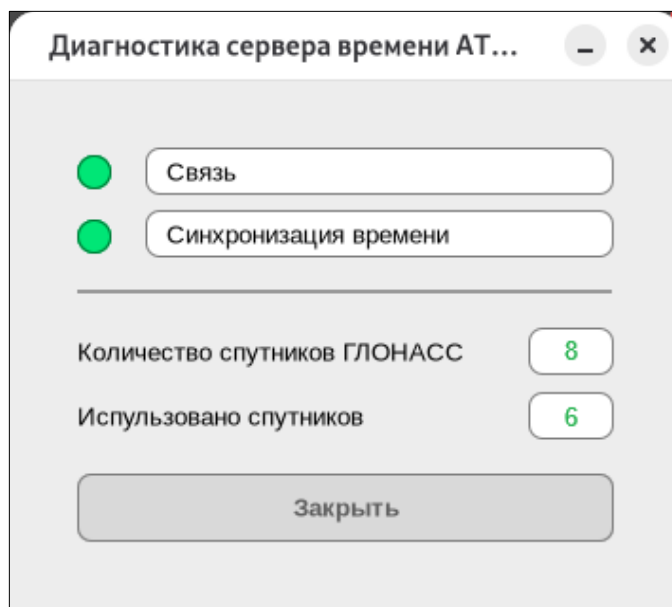 Диагностика сервера времени АТ...
Связь
Синхронизация времени
Количество спутников ГЛОНАСС
8
Испульзовано спутников
6
Закрыть